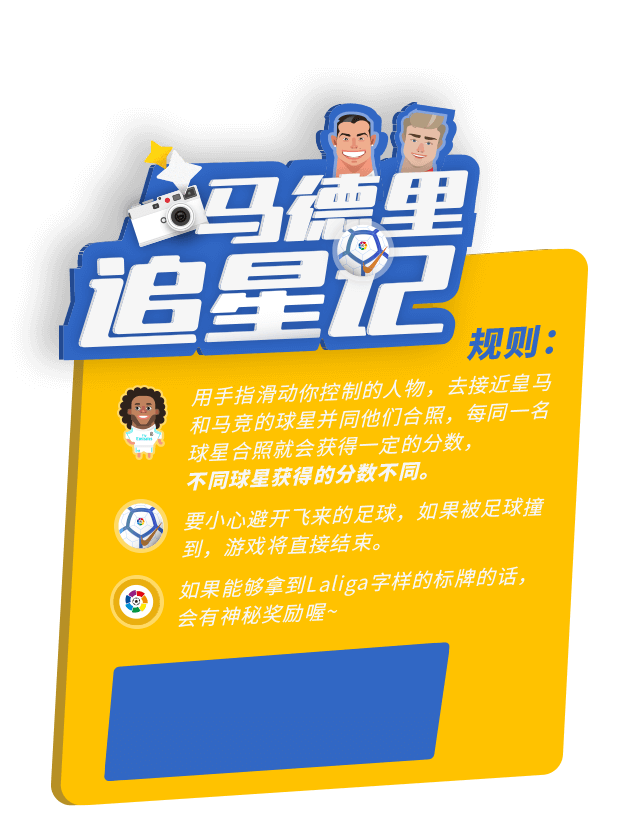 马德里
追星记
规则：
用手指滑动你控制的人物，去接近皇马
和马竞的球星并同他们合照，每同一名
球星合照就会获得一定的分数，
不同球星获得的分数不同。
要小心避开飞来的足球，如果被足球撞
到，游戏将直接结束。
如果能够拿到Laliga字样的标牌的话，
会有神秘奖励喔~